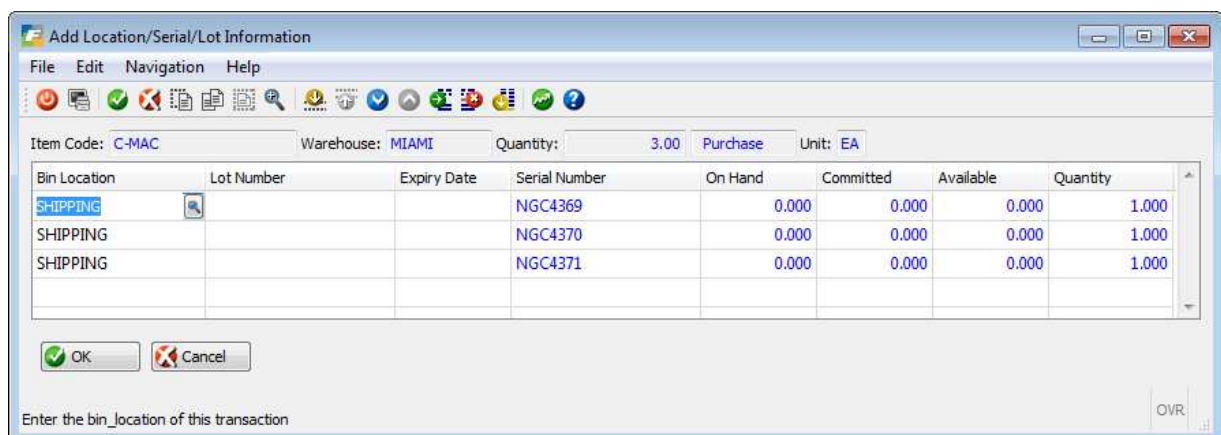 Add Location/Serial/Lot Information
File Edit Navigation Help
Item Code: C-MAC Warehouse: MIAMI Quantity: 3.00 Purchase Unit: EA
Bin Location Lot Number Expiry Date Serial Number On Hand Committed Available Quantity
SHIPPING NGC4369 0.000 0.000 0.000 1.000
SHIPPING NGC4370 0.000 0.000 0.000 1.000
SHIPPING NGC4371 0.000 0.000 0.000 1.000
OK Cancel
Enter the bin_location of this transaction OVR